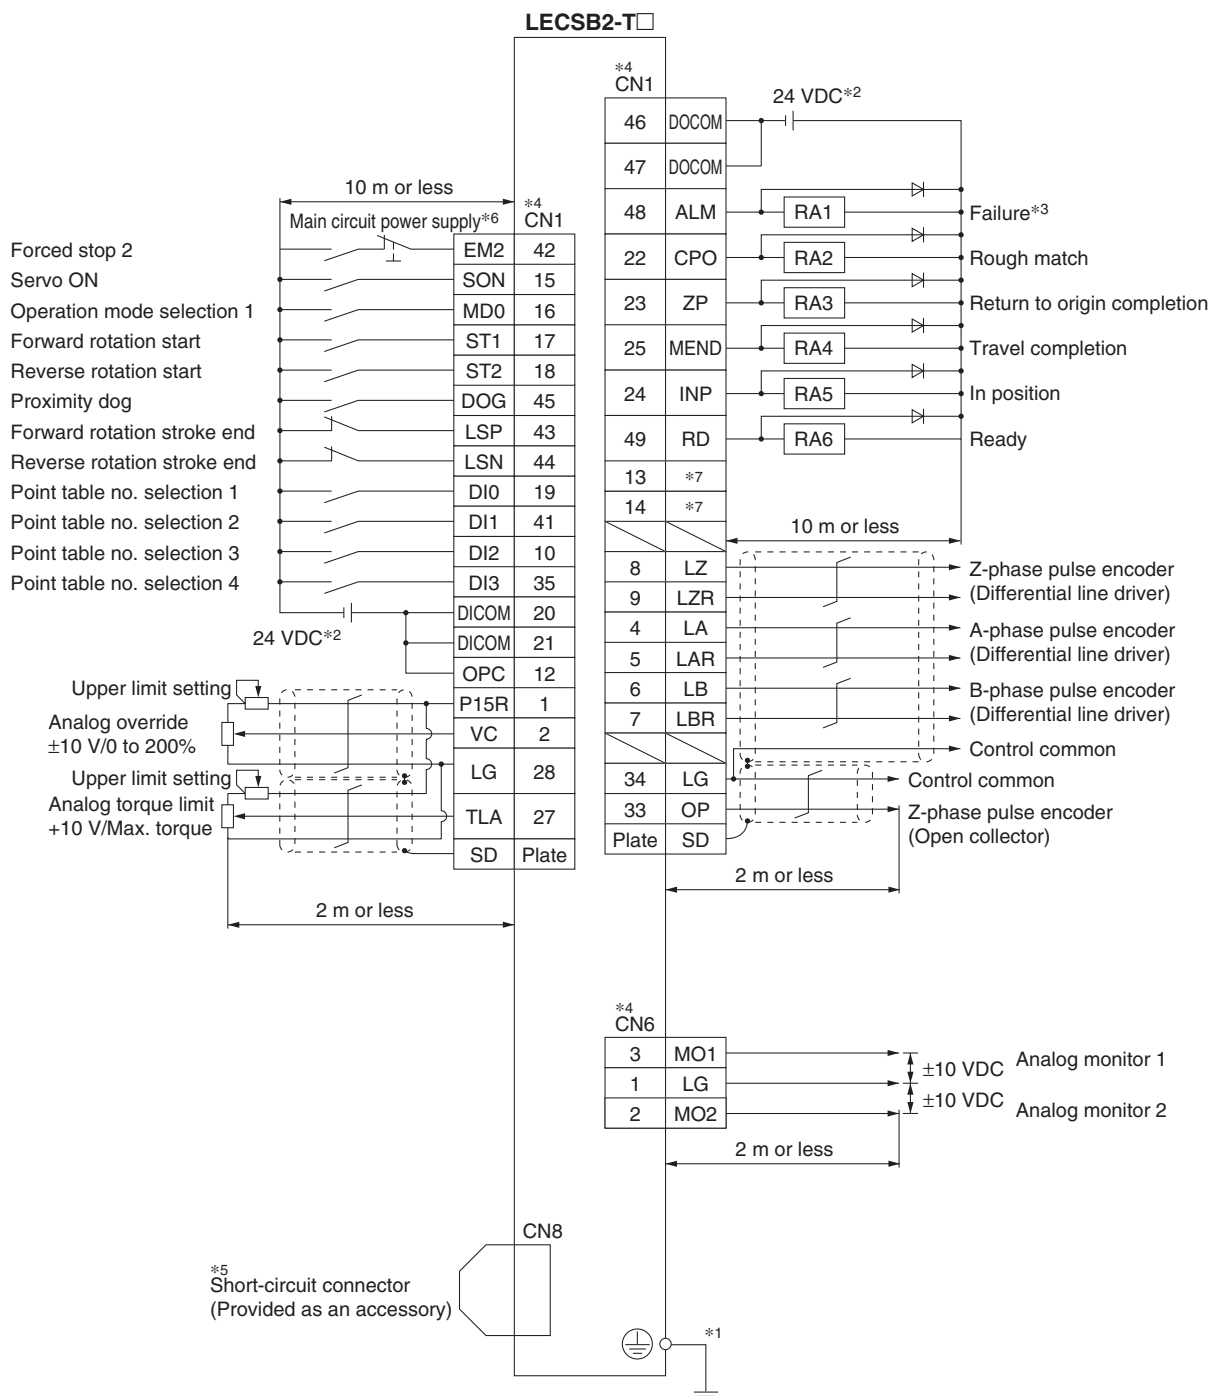 LECSB2-T□
*4
CN1
24 VDC*2
46 DOCOM
47 DOCOM
48 ALM RA1 Failure*3
22 CPO RA2 Rough match
23 ZP RA3 Return to origin completion
25 MEND RA4 Travel completion
24 INP RA5 In position
49 RD RA6 Ready
13 *7
14 *7
10 m or less
8 LZ Z-phase pulse encoder
9 LZR (Differential line driver)
4 LA A-phase pulse encoder
5 LAR (Differential line driver)
6 LB B-phase pulse encoder
7 LBR (Differential line driver)
Control common
34 LG Control common
33 OP Z-phase pulse encoder
(Open collector)
Plate SD
2 m or less
10 m or less
*4
CN1
Main circuit power supply*6
Forced stop 2 EM2 42
Servo ON SON 15
Operation mode selection 1 MD0 16
Forward rotation start ST1 17
Reverse rotation start ST2 18
Proximity dog DOG 45
Forward rotation stroke end LSP 43
Reverse rotation stroke end LSN 44
Point table no. selection 1 DI0 19
Point table no. selection 2 DI1 41
Point table no. selection 3 DI2 10
Point table no. selection 4 DI3 35
DICOM 20
24 VDC*2
DICOM 21
OPC 12
Upper limit setting P15R 1
Analog override
±10 V/0 to 200%
VC 2
LG 28
Upper limit setting
Analog torque limit
+10 V/Max. torque
TLA 27
SD Plate
2 m or less
*4
CN6
3 MO1
1 LG
2 MO2
±10 VDC Analog monitor 1
±10 VDC Analog monitor 2
2 m or less
CN8
*5
Short-circuit connector
(Provided as an accessory)
*1